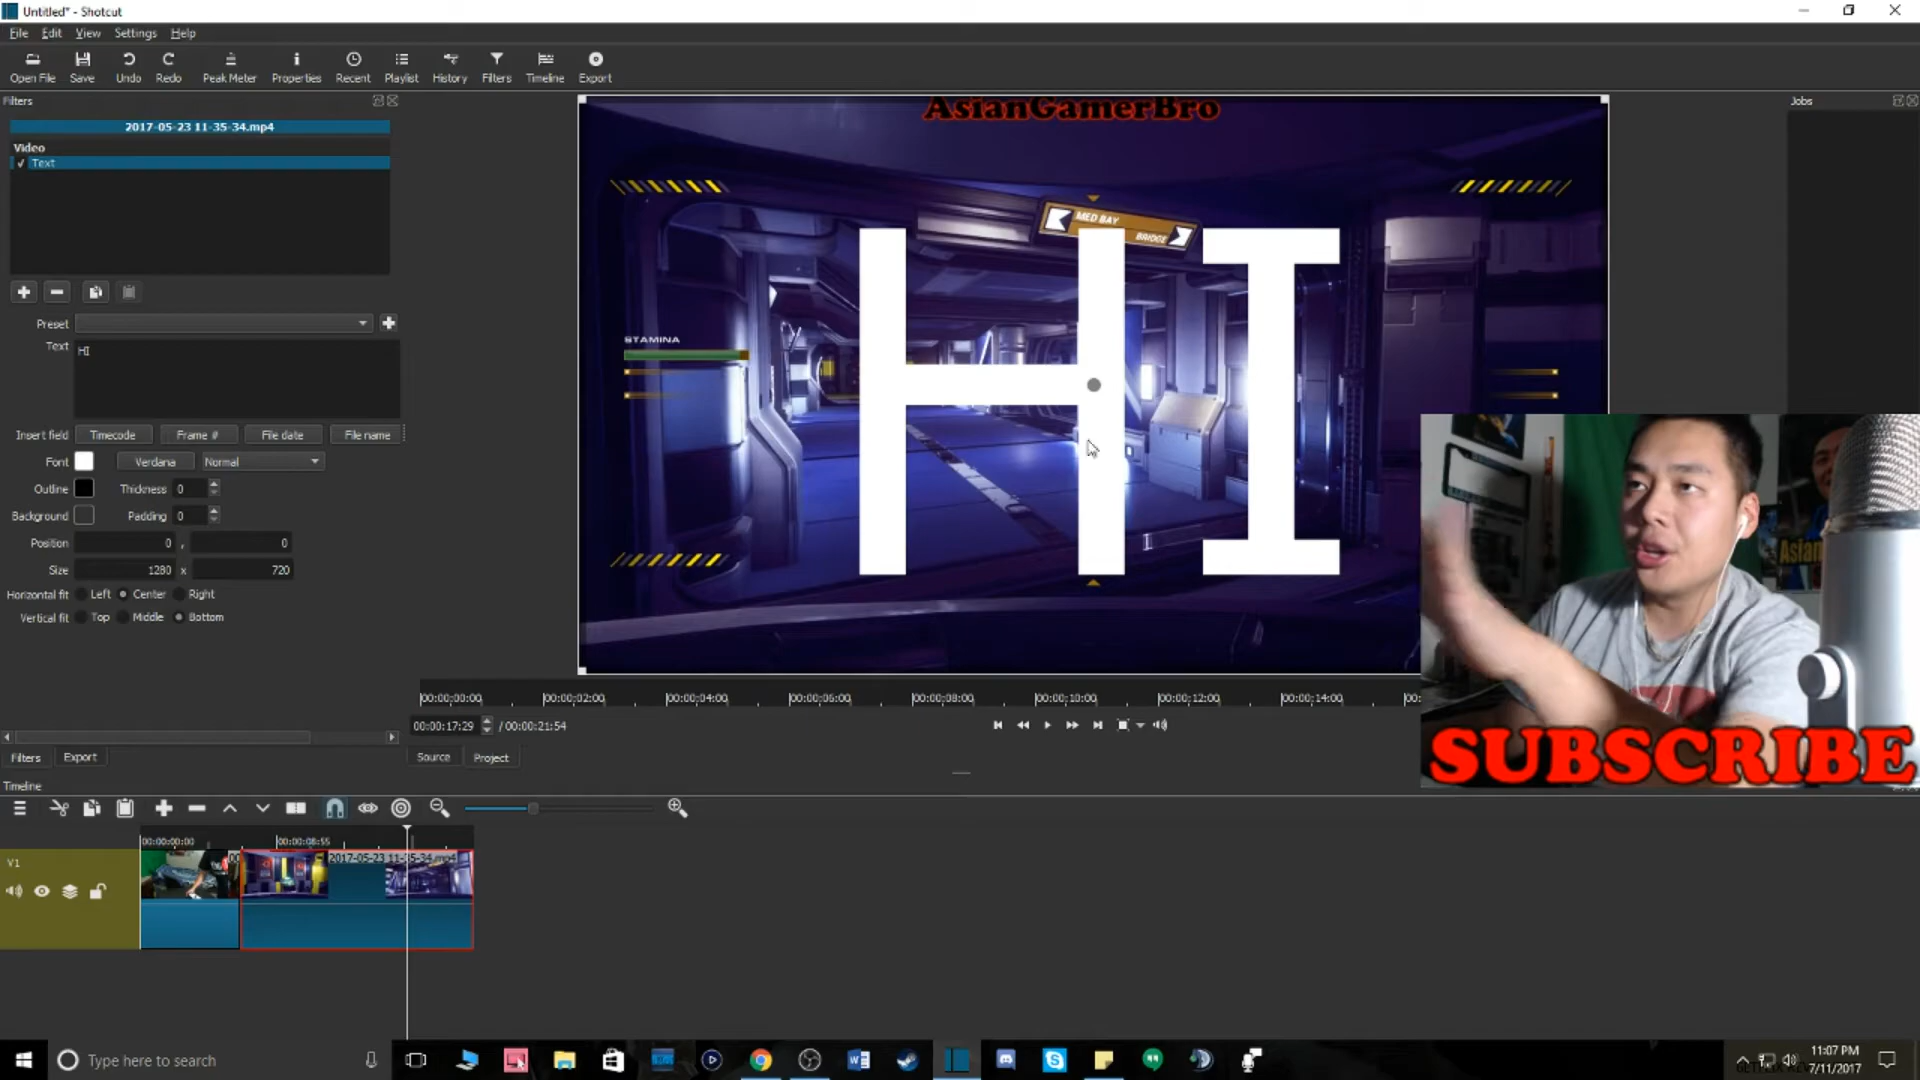 Untitled* - Shotcut
File Edit View Settings Help
Open File Save Undo Redo Peak Meter Properties Recent Playlist History Filters Timeline Export
Filters
Jobs
2017-05-23 11-35-34.mp4
Video
✓ Text
Preset
Text
HI
Insert field Timecode Frame # File date File name
Font Verdana Normal
Outline Thickness 0
Background Padding 0
Position 0 , 0
Size 1280 x 720
Horizontal fit Left Center Right
Vertical fit Top Middle Bottom
Filters Export
AsianGamerBro
MED BAY
BRIDGE
STAMINA
HI
Asian
SUBSCRIBE
00:00:00:00 00:00:02:00 00:00:04:00 00:00:06:00 00:00:08:00 00:00:10:00 00:00:12:00 00:00:14:00
00:00:17:29 / 00:00:21:54
Source Project
Timeline
00:00:00:00 00:00:08:55
V1
2017-05-23 11-35-34.mp4
Type here to search
11:07 PM
7/11/2017